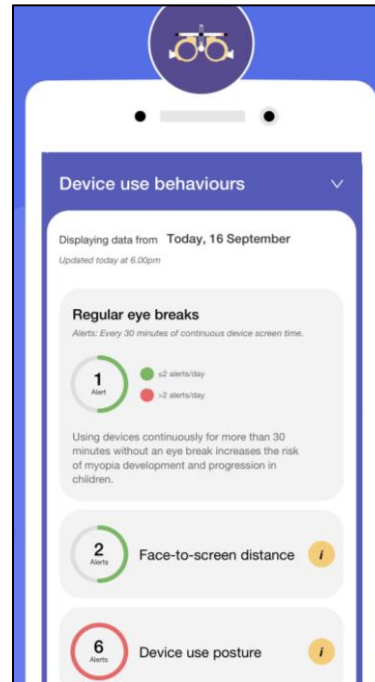 Device use behaviours
Displaying data from Today, 16 September
Updated today at 6.00pm
Regular eye breaks
Alerts: Every 30 minutes of continuous device screen time.
1
Alert
≤2 alerts/day
>2 alerts/day
Using devices continuously for more than 30
minutes without an eye break increases the risk
of myopia development and progression in
children.
2
Alerts
Face-to-screen distance
i
6
Alerts
Device use posture
i